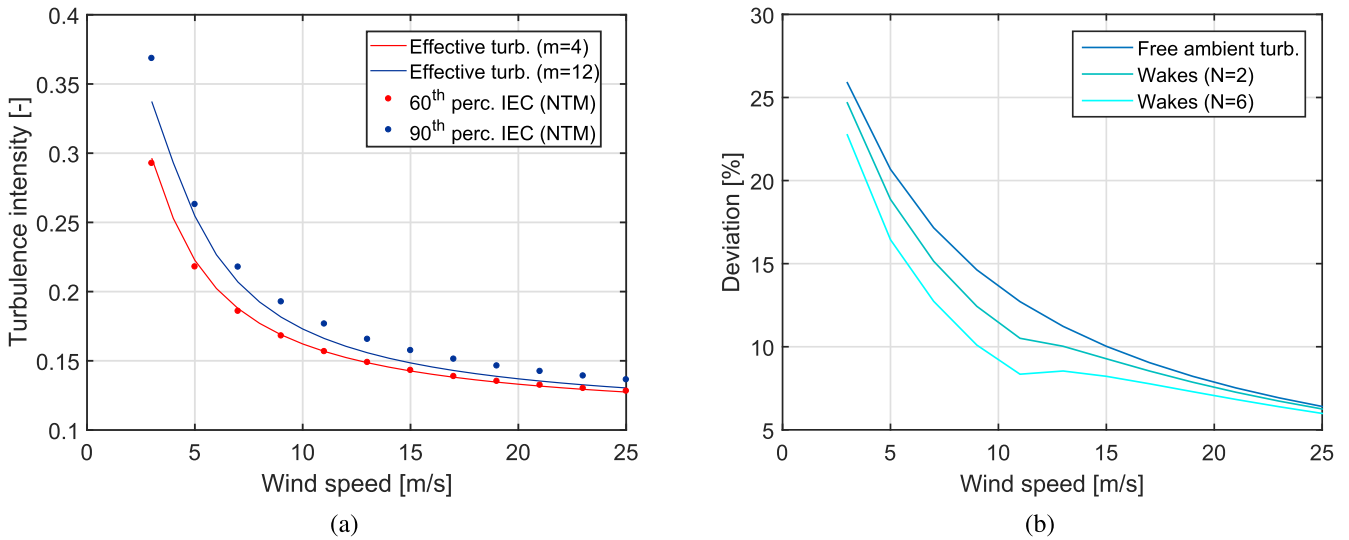 0.4
0.35
0.3
0.25
0.2
0.15
0.1
Turbulence intensity [-]
0 5 10 15 20 25
Wind speed [m/s]
Effective turb. (m=4)
Effective turb. (m=12)
60th perc. IEC (NTM)
90th perc. IEC (NTM)
(a)
30
25
20
15
10
5
Deviation [%]
0 5 10 15 20 25
Wind speed [m/s]
Free ambient turb.
Wakes (N=2)
Wakes (N=6)
(b)